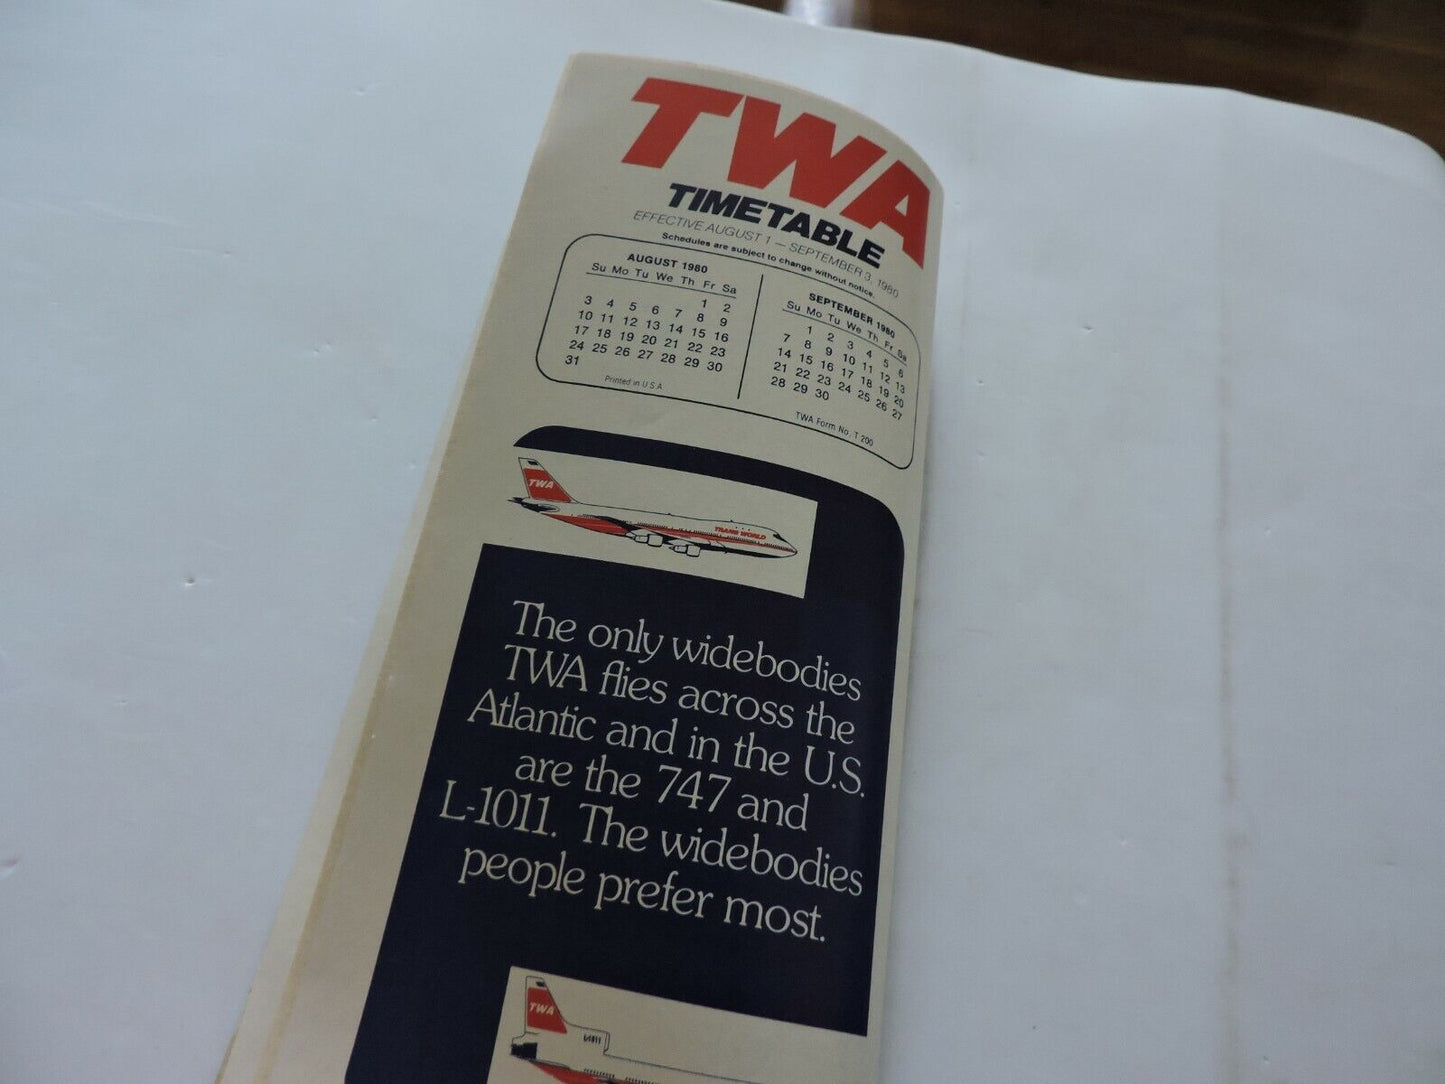 TWA
TIMETABLE
EFFECTIVE AUGUST 1 — SEPTEMBER 3, 1980
Schedules are subject to change without notice.
AUGUST 1980
Su Mo Tu We Th Fr Sa
1 2
3 4 5 6 7 8 9
10 11 12 13 14 15 16
17 18 19 20 21 22 23
24 25 26 27 28 29 30
31
Printed in U.S.A
SEPTEMBER 1980
Su Mo Tu We Th Fr Sa
1 2 3 4 5 6
7 8 9 10 11 12 13
14 15 16 17 18 19 20
21 22 23 24 25 26 27
28 29 30
TWA Form No. T 200
TWA
TRANS WORLD
The only widebodies
TWA flies across the
Atlantic and in the U.S.
are the 747 and
L-1011. The widebodies
people prefer most.
TWA
L-1011